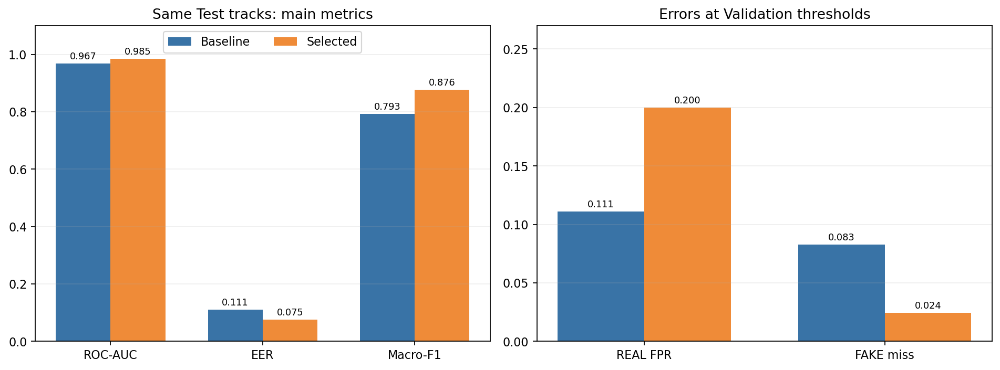 Same Test tracks: main metrics
Baseline
Selected
1.0
0.8
0.6
0.4
0.2
0.0
0.967
0.985
0.111
0.075
0.793
0.876
ROC-AUC
EER
Macro-F1
Errors at Validation thresholds
0.25
0.20
0.15
0.10
0.05
0.00
0.111
0.200
0.083
0.024
REAL FPR
FAKE miss